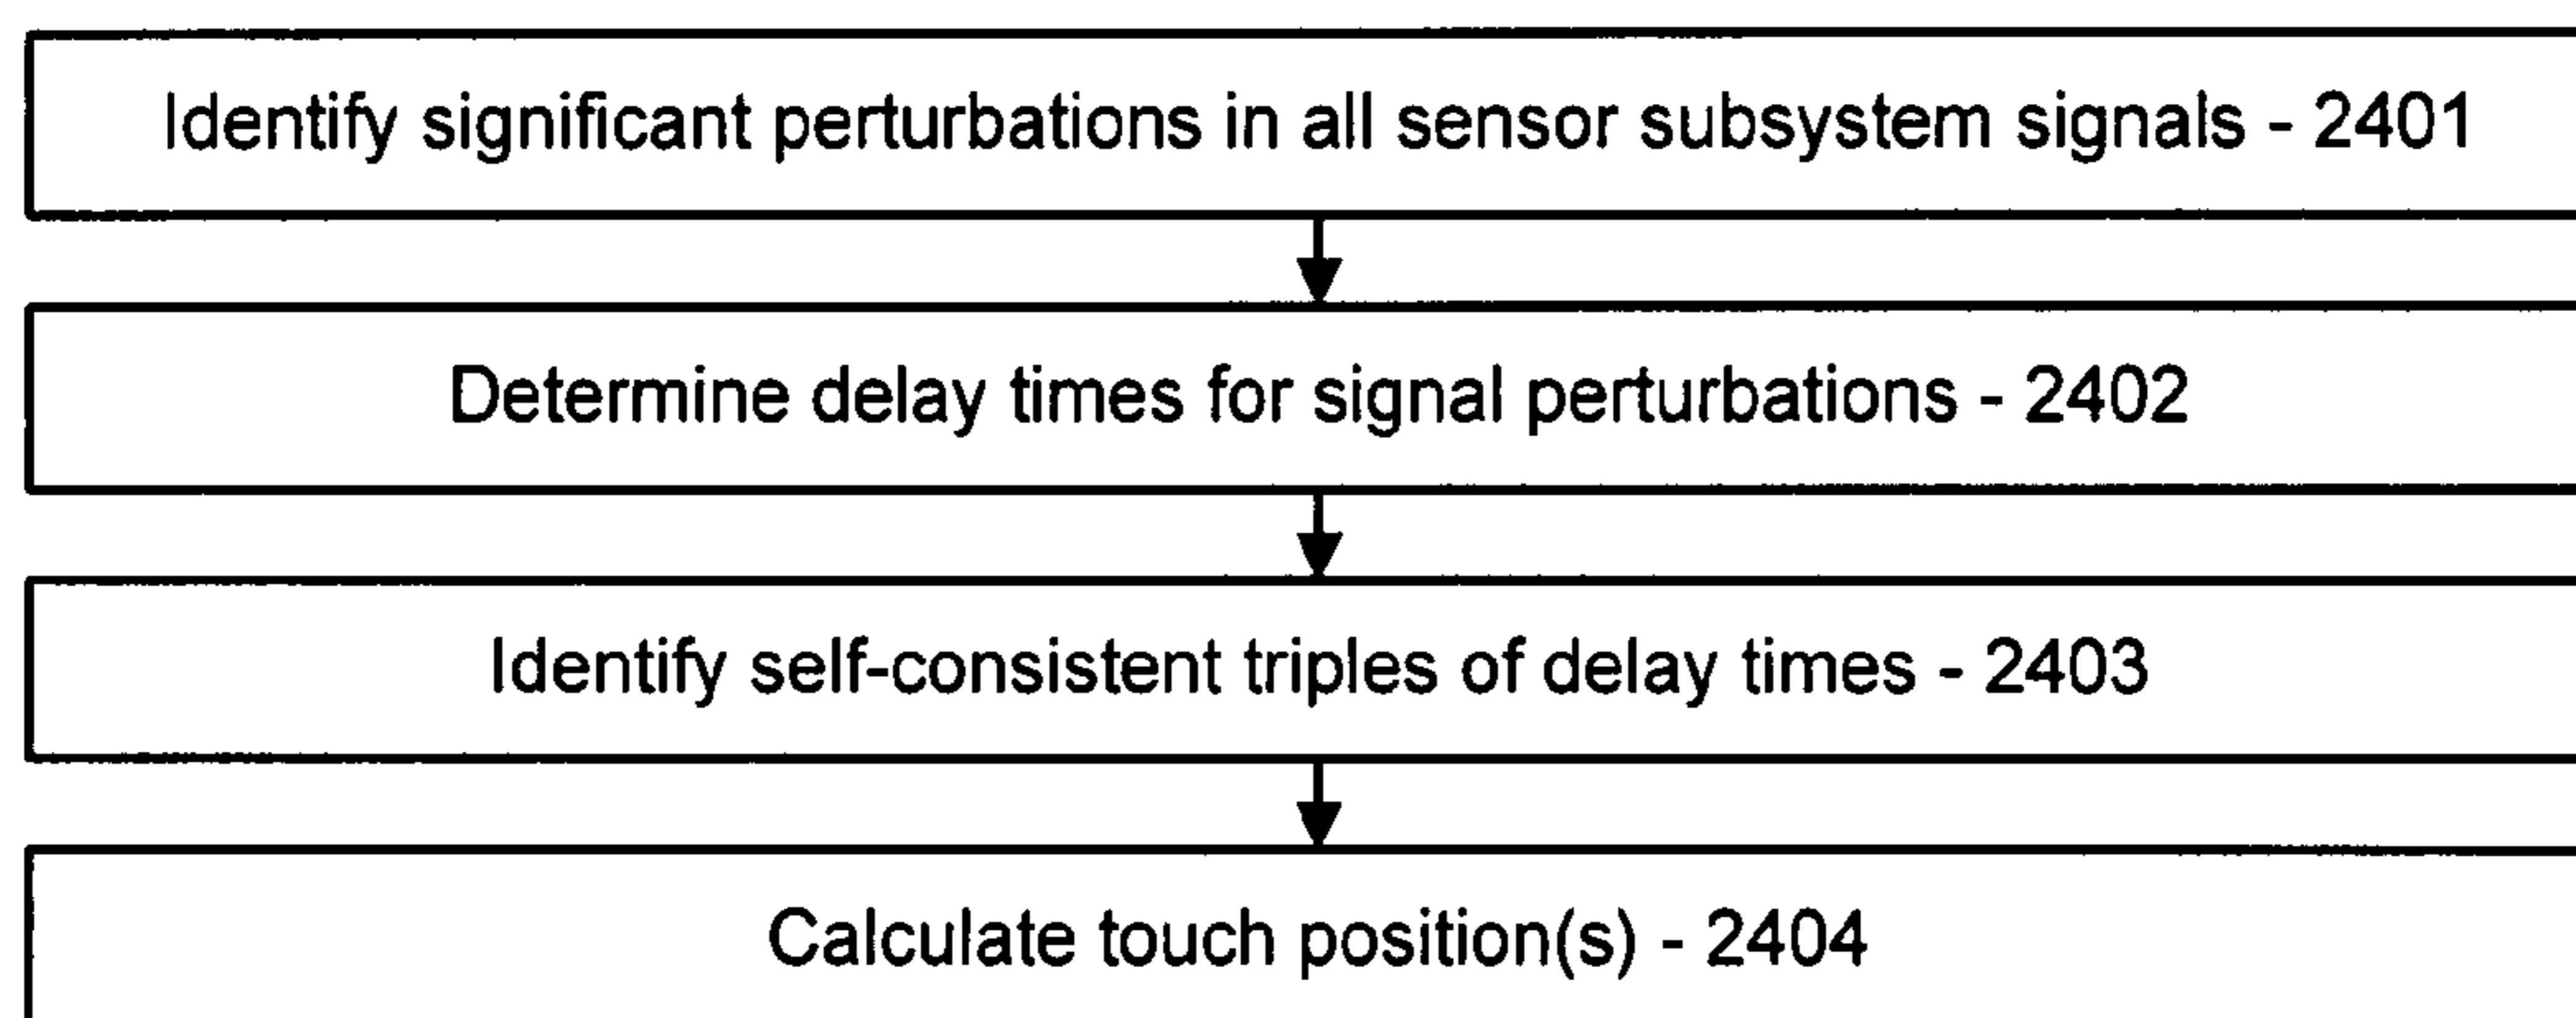 Identify significant perturbations in all sensor subsystem signals - 2401
Determine delay times for signal perturbations - 2402
Identify self-consistent triples of delay times - 2403
Calculate touch position(s) - 2404